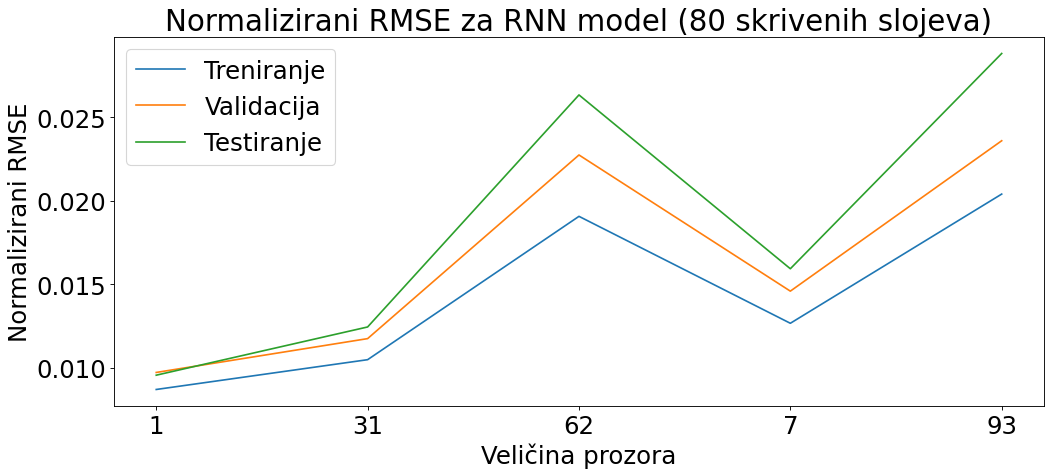 Normalizirani RMSE za RNN model (80 skrivenih slojeva)
Treniranje
Validacija
Testiranje
Normalizirani RMSE
0.025
0.020
0.015
0.010
1 31 62 7 93
Veličina prozora